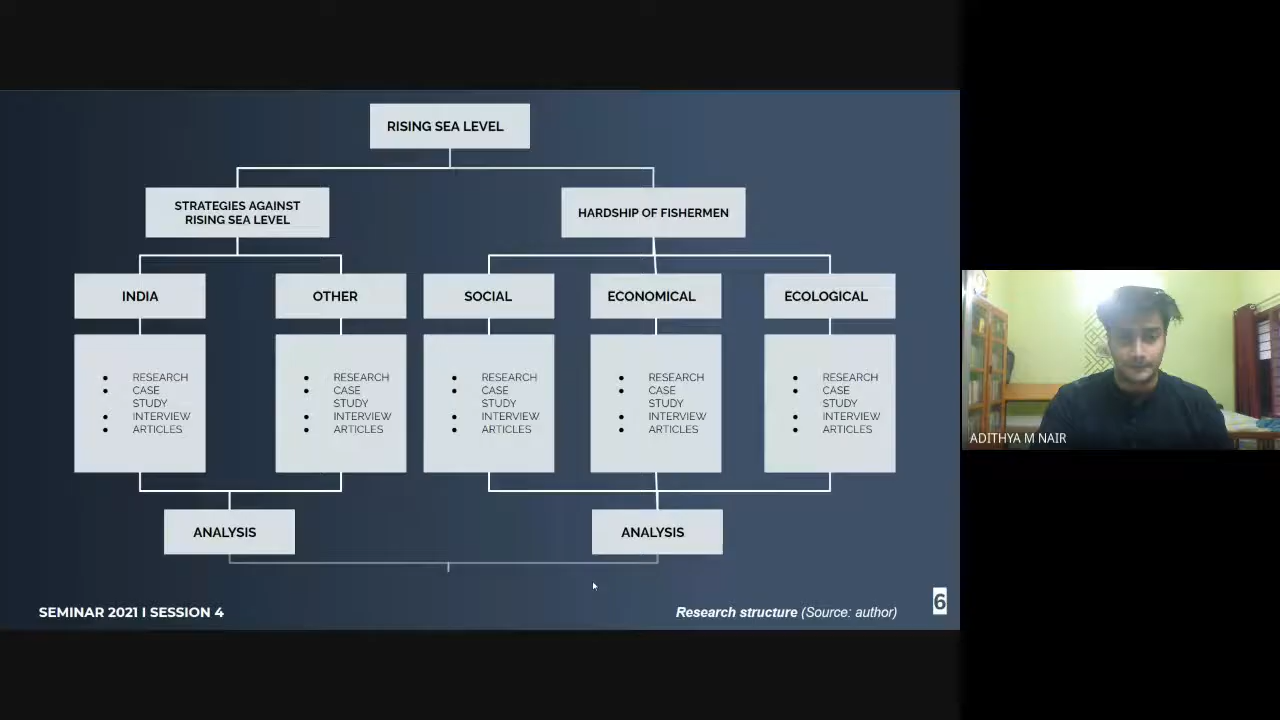 RISING SEA LEVEL
STRATEGIES AGAINST
RISING SEA LEVEL
HARDSHIP OF FISHERMEN
INDIA
OTHER
SOCIAL
ECONOMICAL
ECOLOGICAL
RESEARCH
CASE
STUDY
INTERVIEW
ARTICLES
RESEARCH
CASE
STUDY
INTERVIEW
ARTICLES
RESEARCH
CASE
STUDY
INTERVIEW
ARTICLES
RESEARCH
CASE
STUDY
INTERVIEW
ARTICLES
RESEARCH
CASE
STUDY
INTERVIEW
ARTICLES
ANALYSIS
ANALYSIS
SEMINAR 2021 I SESSION 4
Research structure (Source: author)
6
ADITHYA M NAIR